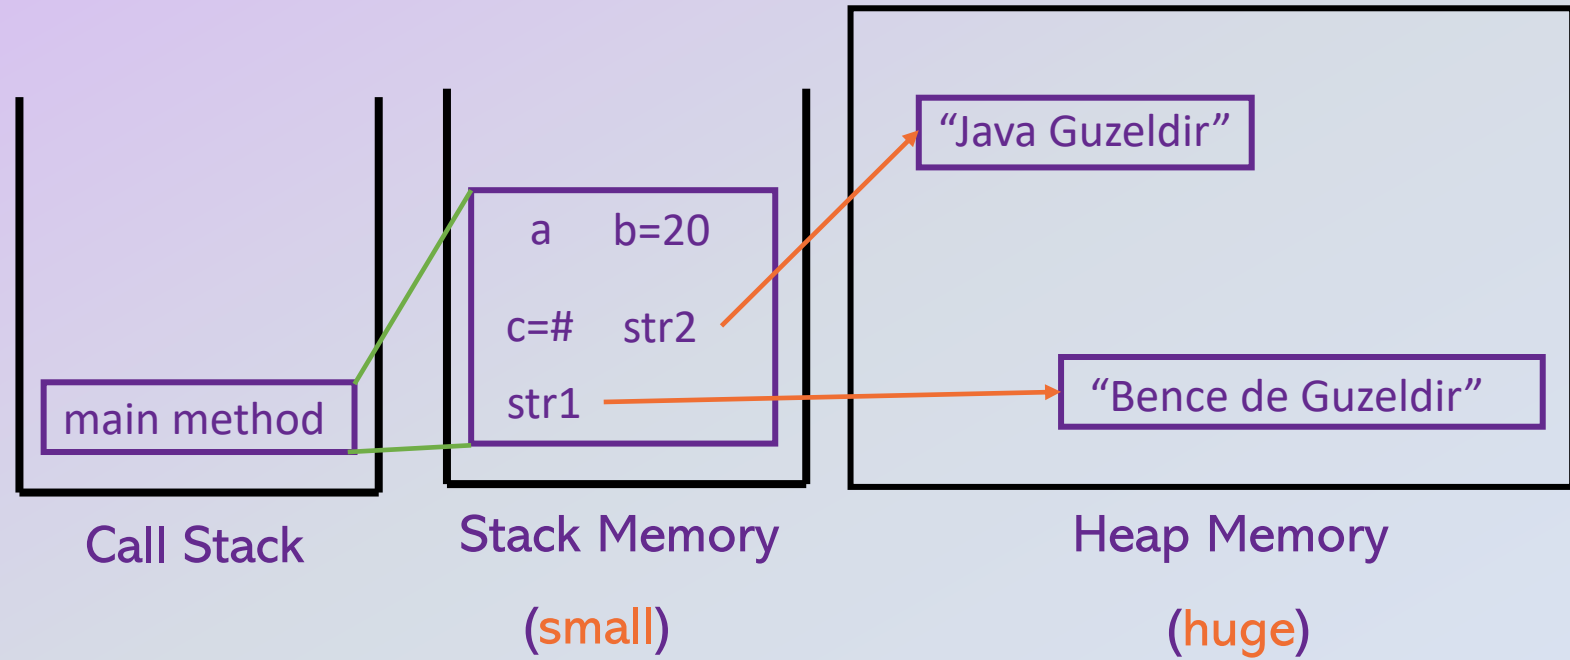 main method
Call Stack
a b=20
c=# str2
str1
Stack Memory
(small)
“Java Guzeldir”
“Bence de Guzeldir”
Heap Memory
(huge)